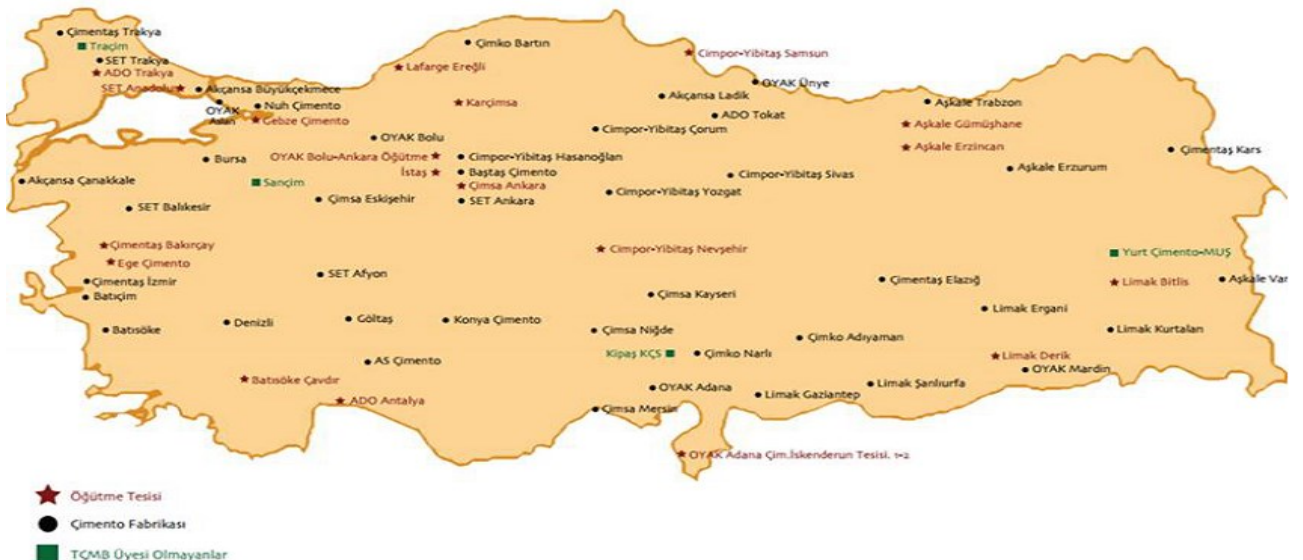 Çimentaş Trakya
Çimko Bartın
Traçim
Cimpor-Yibitaş Samsun
SET Trakya
Lafarge Ereğli
ADO Trakya
OYAK Ünye
SET Anadolu
Akçansa Büyükçekmece
Akçansa Ladik
Karçimsa
Aşkale Trabzon
OYAK
Aslan
Nuh Çimento
ADO Tokat
Gebze Çimento
Aşkale Gümüşhane
Cimpor-Yibitaş Çorum
OYAK Bolu
Aşkale Erzincan
Çimentaş Kars
Bursa
OYAK Bolu-Ankara Öğütme
Cimpor-Yibitaş Hasanoğlan
Aşkale Erzurum
İstaş
Baştaş Çimento
Cimpor-Yibitaş Sivas
Akçansa Çanakkale
Sançim
Çimsa Ankara
Cimpor-Yibitaş Yozgat
Çimsa Eskişehir
SET Ankara
SET Balıkesir
Çimentaş Bakırçay
Cimpor-Yibitaş Nevşehir
Yurt Çimento-MUŞ
Ege Çimento
SET Afyon
Çimentaş İzmir
Çimentaş Elazığ
Limak Bitlis
Aşkale Van
Batıçim
Çimsa Kayseri
Limak Ergani
Batısöke
Denizli
Göltaş
Konya Çimento
Çimsa Niğde
Çimko Adıyaman
Limak Kurtalan
AS Çimento
Kipaş KÇS
Çimko Narlı
Limak Derik
OYAK Mardin
Batısöke Çavdır
OYAK Adana
Limak Gaziantep
Limak Şanlıurfa
ADO Antalya
Çimsa Mersin
OYAK Adana Çim.İskenderun Tesisi. 1-2
Öğütme Tesisi
Çimento Fabrikası
TÇMB Üyesi Olmayanlar